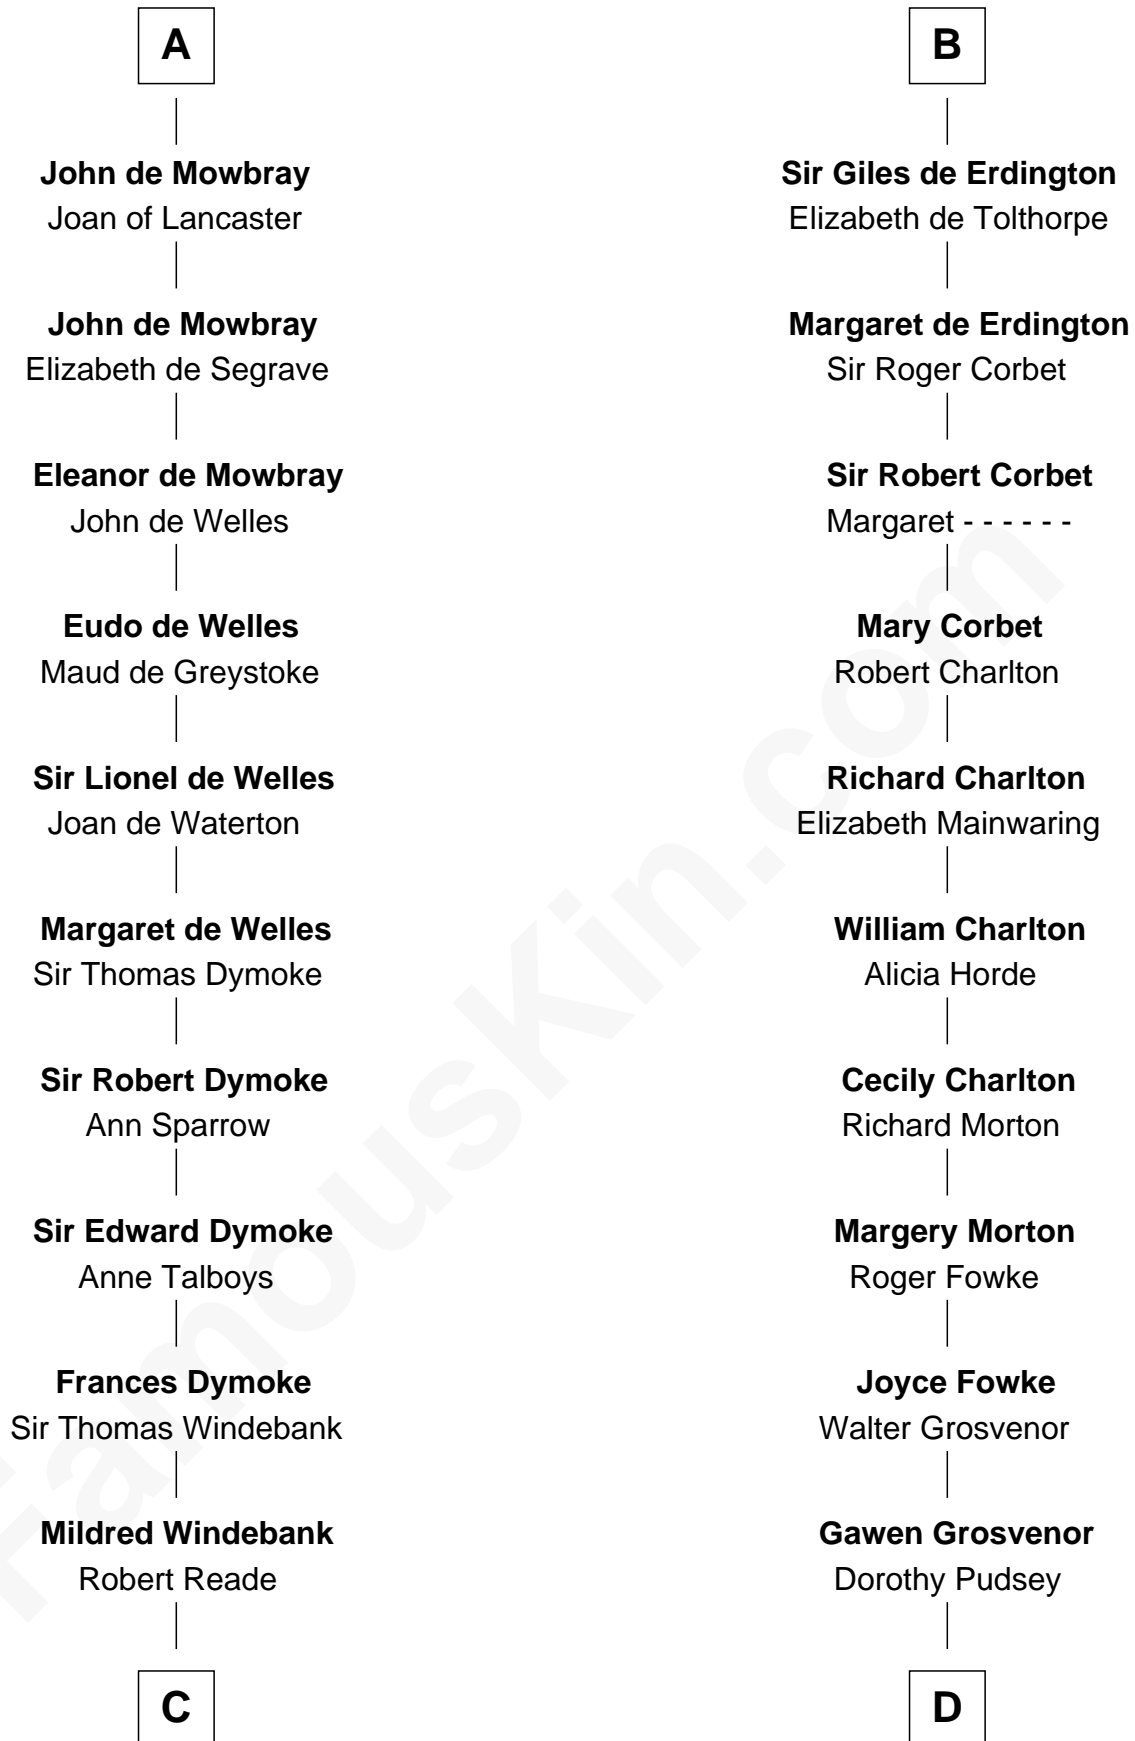 A
John de Mowbray
Joan of Lancaster
John de Mowbray
Elizabeth de Segrave
Eleanor de Mowbray
John de Welles
Eudo de Welles
Maud de Greystoke
Sir Lionel de Welles
Joan de Waterton
Margaret de Welles
Sir Thomas Dymoke
Sir Robert Dymoke
Ann Sparrow
Sir Edward Dymoke
Anne Talboys
Frances Dymoke
Sir Thomas Windebank
Mildred Windebank
Robert Reade
C
B
Sir Giles de Erdington
Elizabeth de Tolthorpe
Margaret de Erdington
Sir Roger Corbet
Sir Robert Corbet
Margaret - - - - - -
Mary Corbet
Robert Charlton
Richard Charlton
Elizabeth Mainwaring
William Charlton
Alicia Horde
Cecily Charlton
Richard Morton
Margery Morton
Roger Fowke
Joyce Fowke
Walter Grosvenor
Gawen Grosvenor
Dorothy Pudsey
D
FamousKin.com